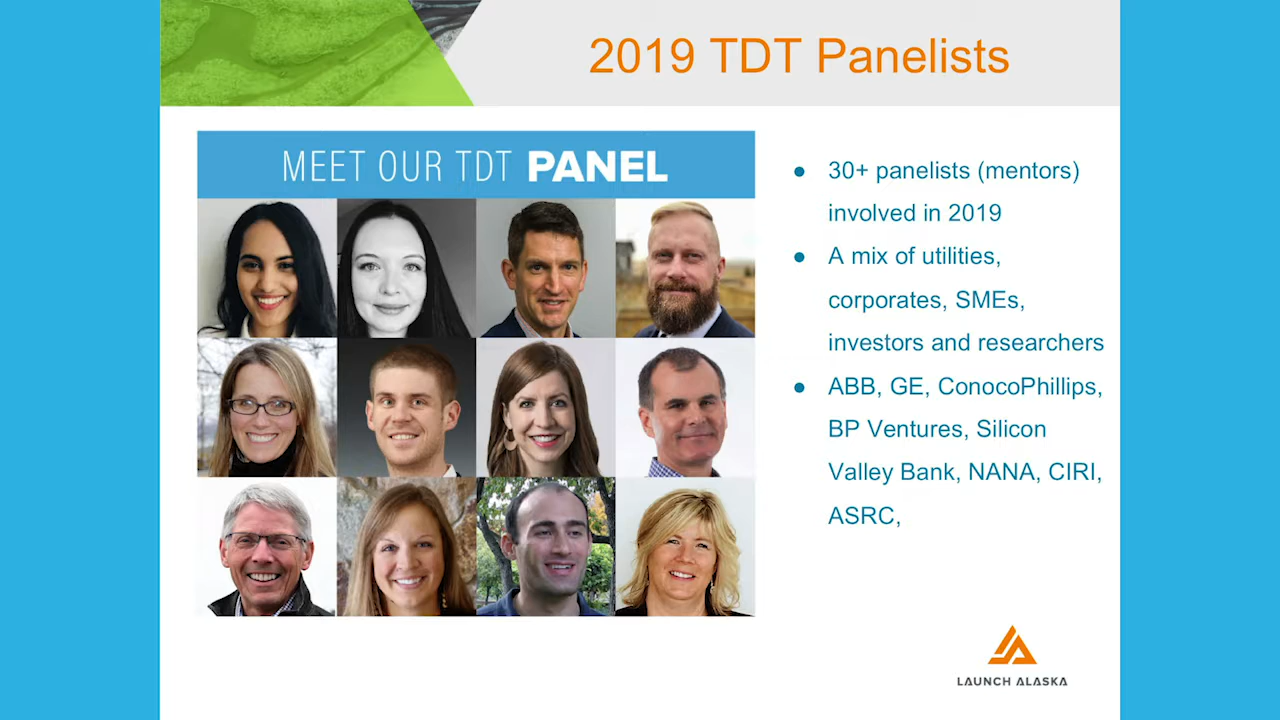 2019 TDT Panelists
MEET OUR TDT PANEL
● 30+ panelists (mentors)
involved in 2019
● A mix of utilities,
corporates, SMEs,
investors and researchers
● ABB, GE, ConocoPhillips,
BP Ventures, Silicon
Valley Bank, NANA, CIRI,
ASRC,
LAUNCH ALASKA